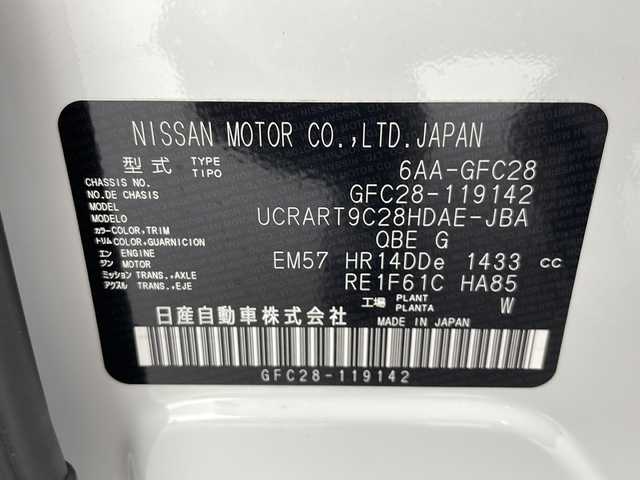 NISSAN MOTOR CO.,LTD.JAPAN
型式 TYPE TIPO 6AA-GFC28
CHASSIS NO. NO.DE CHASIS GFC28-119142
MODEL MODELO UCRART9C28HDAE-JBA
カラー COLOR, TRIM トリム COLOR, GUARNICION QBE G
エン ENGINE ジン MOTOR EM57 HR14DDe 1433 cc
ミッション TRANS., AXLE アクスル TRANS., EJE RE1F61C HA85
工場 PLANT PLANTA W
日産自動車株式会社 MADE IN JAPAN
GFC28-119142